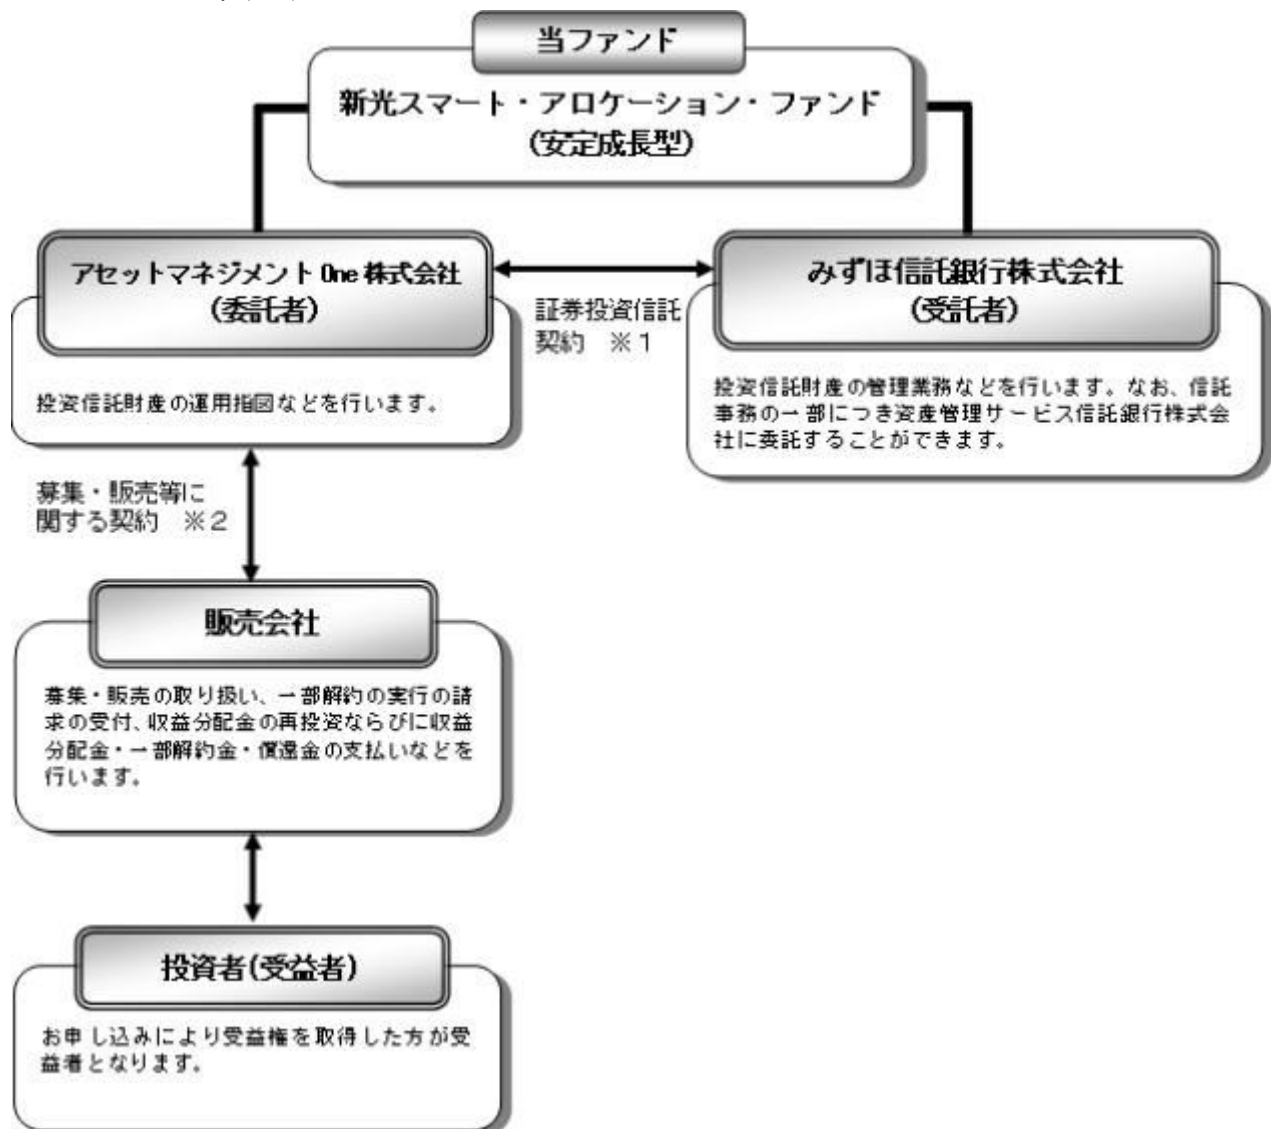 当ファンド
新光スマート・アロケーション・ファンド
(安定成長型)
アセットマネジメントOne株式会社
(委託者)
投資信託財産の運用指図などを行います。
証券投資信託
契約　※1
みずほ信託銀行株式会社
(受託者)
投資信託財産の管理業務などを行います。なお、信託
事務の一部につき資産管理サービス信託銀行株式会
社に委託することができます。
募集・販売等に
関する契約　※2
販売会社
募集・販売の取り扱い、一部解約の実行の請
求の受付、収益分配金の再投資ならびに収益
分配金・一部解約金・償還金の支払いなどを
行います。
投資者(受益者)
お申し込みにより受益権を取得した方が受
益者となります。